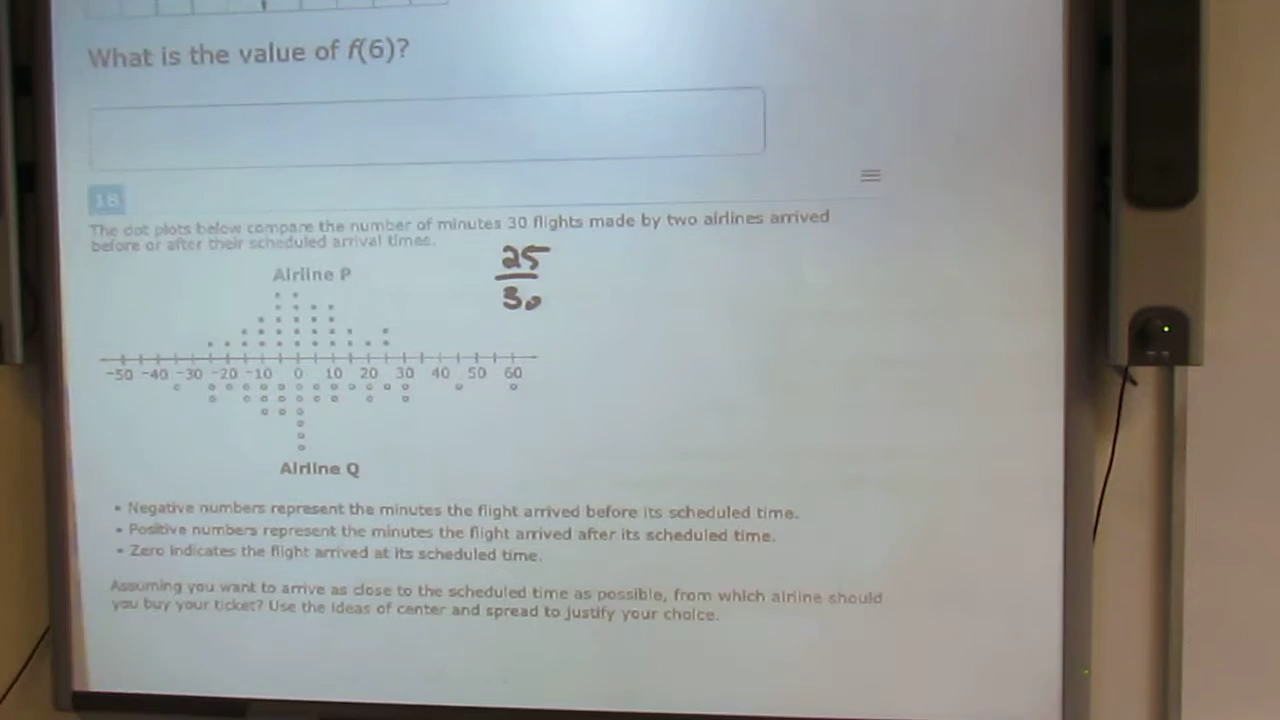 What is the value of f(6)?
18
The dot plots below compare the number of minutes 30 flights made by two airlines arrived
before or after their scheduled arrival times.
25
30
Airline P
-50 -40 -30 -20 -10 0 10 20 30 40 50 60
Airline Q
• Negative numbers represent the minutes the flight arrived before its scheduled time.
• Positive numbers represent the minutes the flight arrived after its scheduled time.
• Zero indicates the flight arrived at its scheduled time.
Assuming you want to arrive as close to the scheduled time as possible, from which airline should
you buy your ticket? Use the ideas of center and spread to justify your choice.